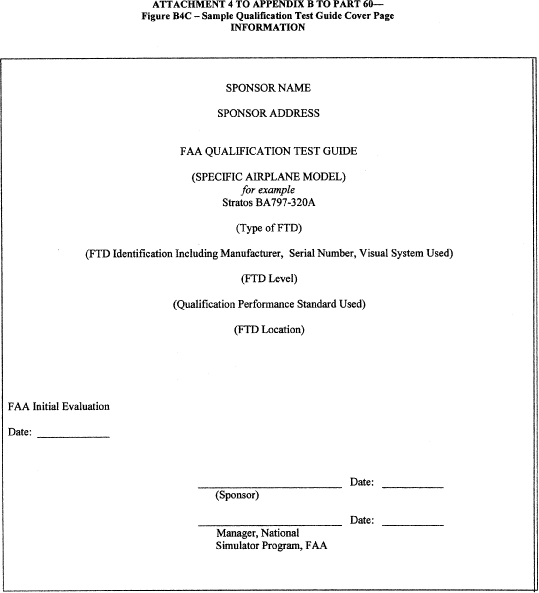 ATTACHMENT 4 TO APPENDIX B TO PART 60—
Figure B4C – Sample Qualification Test Guide Cover Page
INFORMATION
SPONSOR NAME
SPONSOR ADDRESS
FAA QUALIFICATION TEST GUIDE
(SPECIFIC AIRPLANE MODEL)
for example
Stratos BA797-320A
(Type of FTD)
(FTD Identification Including Manufacturer, Serial Number, Visual System Used)
(FTD Level)
(Qualification Performance Standard Used)
(FTD Location)
FAA Initial Evaluation
Date: ____________
________________________ Date: __________
(Sponsor)
________________________ Date: __________
Manager, National
Simulator Program, FAA